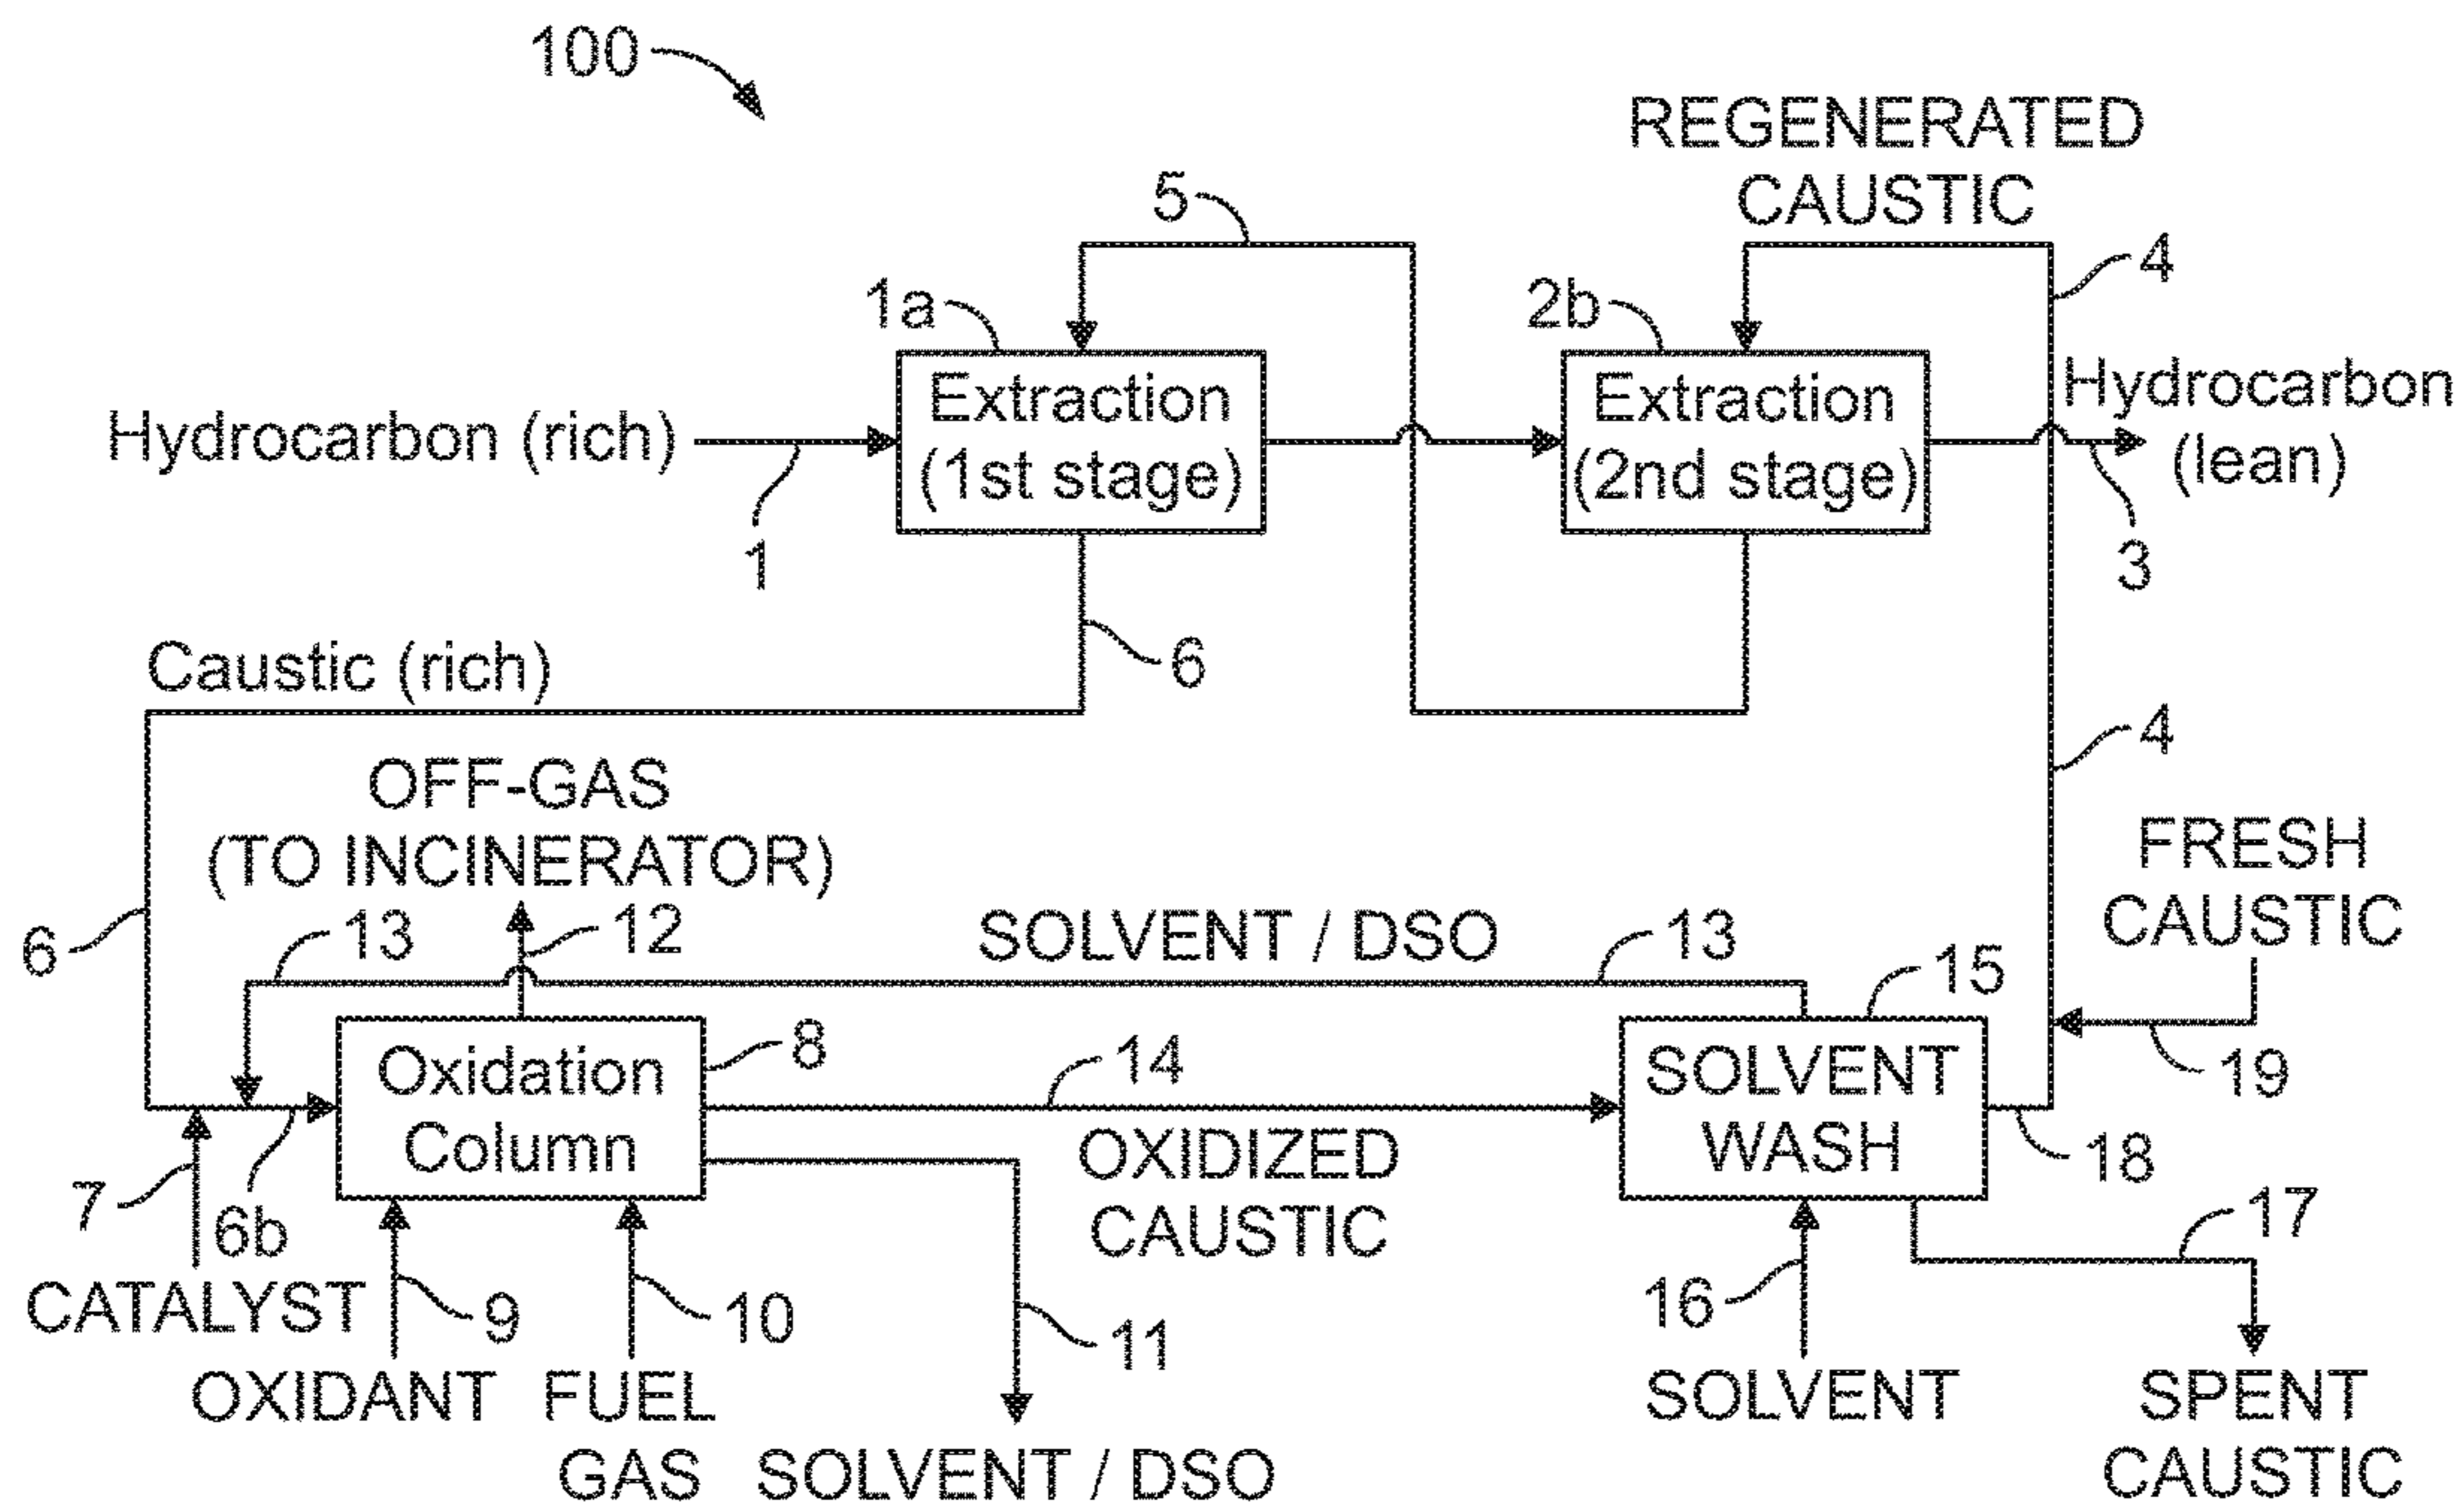 100
REGENERATED
CAUSTIC
5
4
1a
2b
Hydrocarbon (rich)
Extraction
(1st stage)
Extraction
(2nd stage)
Hydrocarbon
(lean)
1
3
6
Caustic (rich)
4
OFF-GAS
(TO INCINERATOR)
FRESH
CAUSTIC
6
13
12
SOLVENT / DSO
13
15
8
14
19
Oxidation
Column
SOLVENT
WASH
OXIDIZED
CAUSTIC
18
7
6b
17
CATALYST
9
10
11
16
OXIDANT
FUEL
GAS
SOLVENT / DSO
SOLVENT
SPENT
CAUSTIC